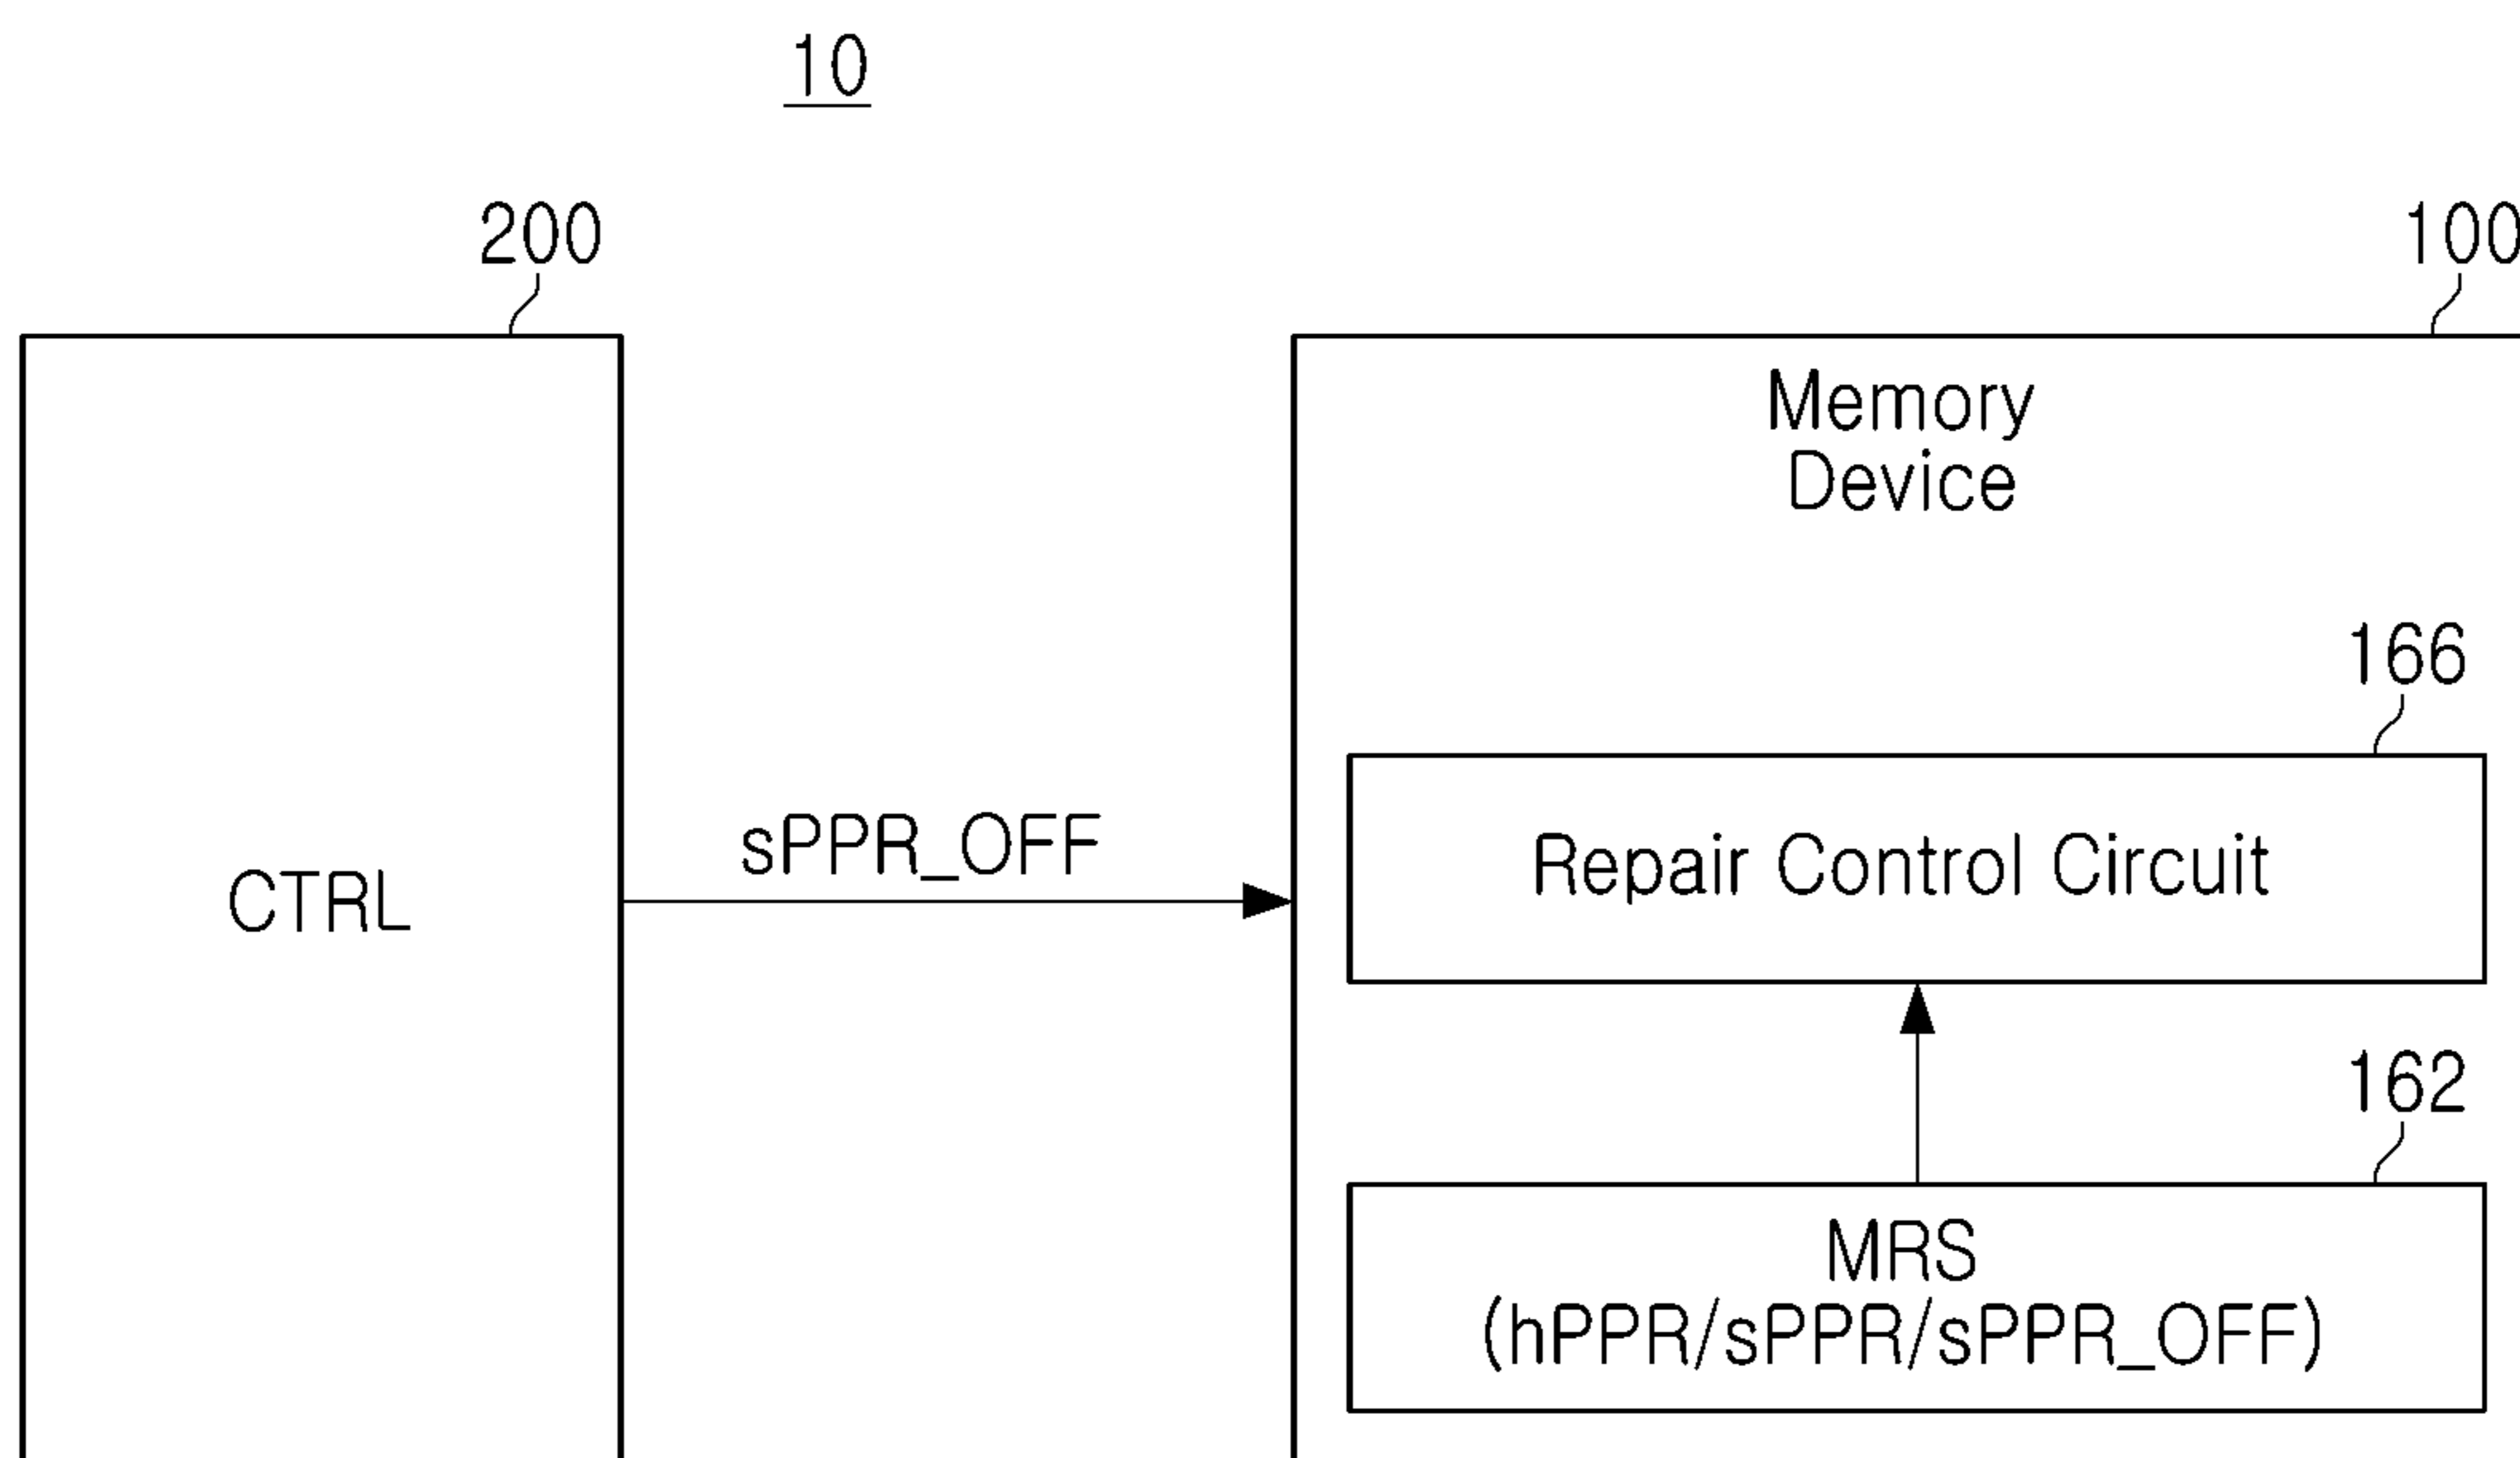 10
200
100
Memory
Device
166
Repair Control Circuit
sPPR_OFF
CTRL
162
MRS
(hPPR/sPPR/sPPR_OFF)